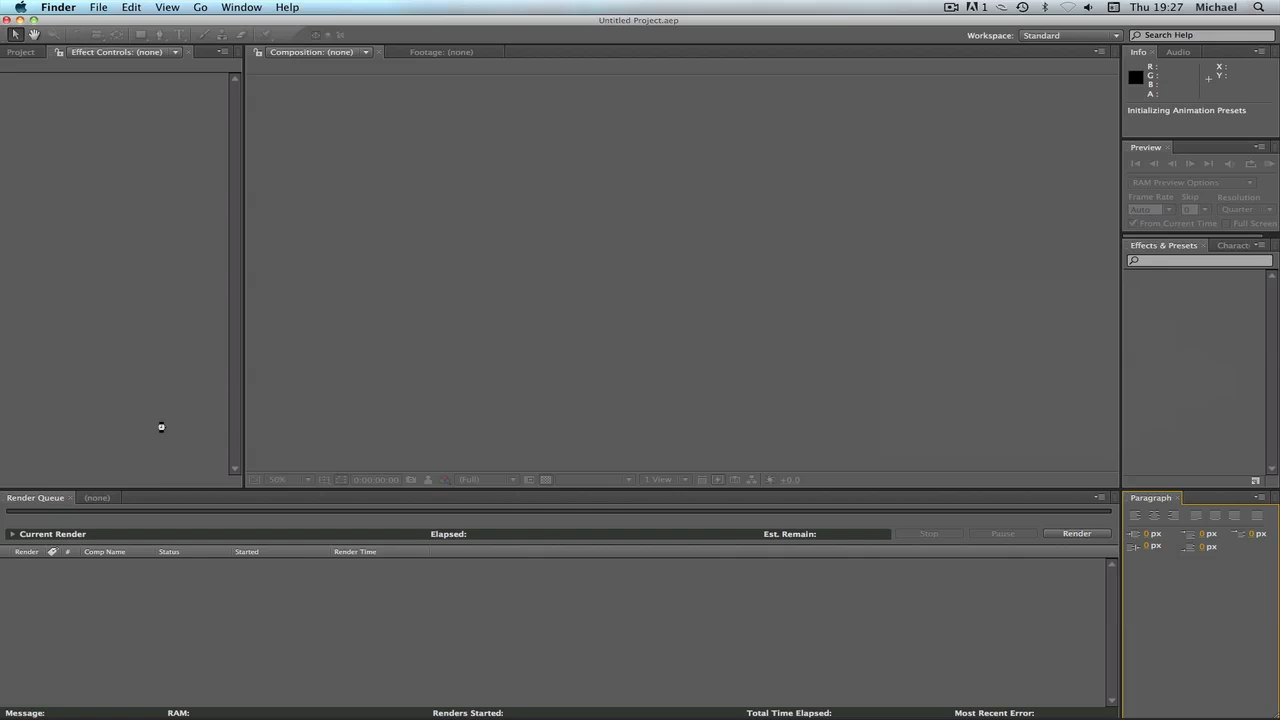 Finder File Edit View Go Window Help 1 Thu 19:27 Michael
Untitled Project.aep
Workspace: Standard Search Help
Project Effect Controls: (none) Composition: (none) Footage: (none) Info Audio
R : X :
G : Y :
B :
A :
Initializing Animation Presets
Preview
RAM Preview Options
Frame Rate Skip Resolution
Auto 0 Quarter
From Current Time Full Screen
Effects & Presets Charact
50% 0:00:00:00 (Full) 1 View +0.0
Render Queue (none) Paragraph
Current Render Elapsed: Est. Remain: Stop Pause Render
0 px 0 px 0 px
0 px 0 px
Render # Comp Name Status Started Render Time
Message: RAM: Renders Started: Total Time Elapsed: Most Recent Error: